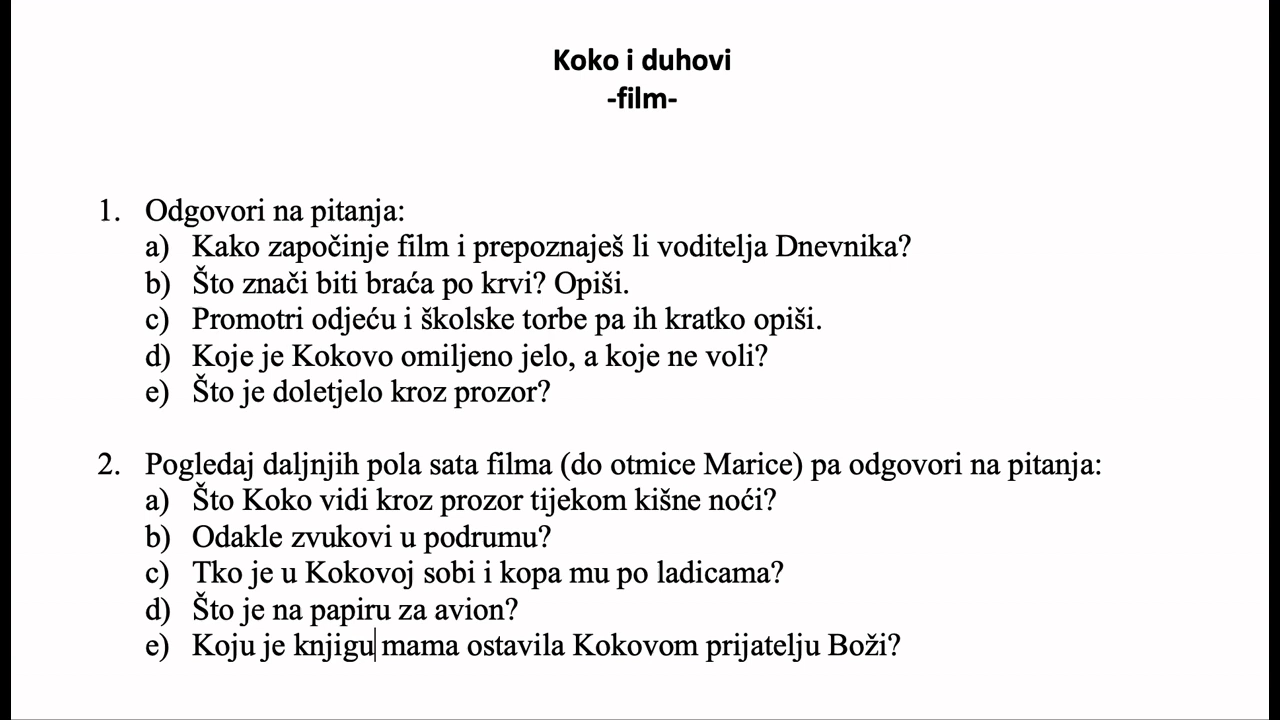 Koko i duhovi
-film-
1. Odgovori na pitanja:
a) Kako započinje film i prepoznaješ li voditelja Dnevnika?
b) Što znači biti braća po krvi? Opiši.
c) Promotri odjeću i školske torbe pa ih kratko opiši.
d) Koje je Kokovo omiljeno jelo, a koje ne voli?
e) Što je doletjelo kroz prozor?
2. Pogledaj daljnjih pola sata filma (do otmice Marice) pa odgovori na pitanja:
a) Što Koko vidi kroz prozor tijekom kišne noći?
b) Odakle zvukovi u podrumu?
c) Tko je u Kokovoj sobi i kopa mu po ladicama?
d) Što je na papiru za avion?
e) Koju je knjigu mama ostavila Kokovom prijatelju Boži?